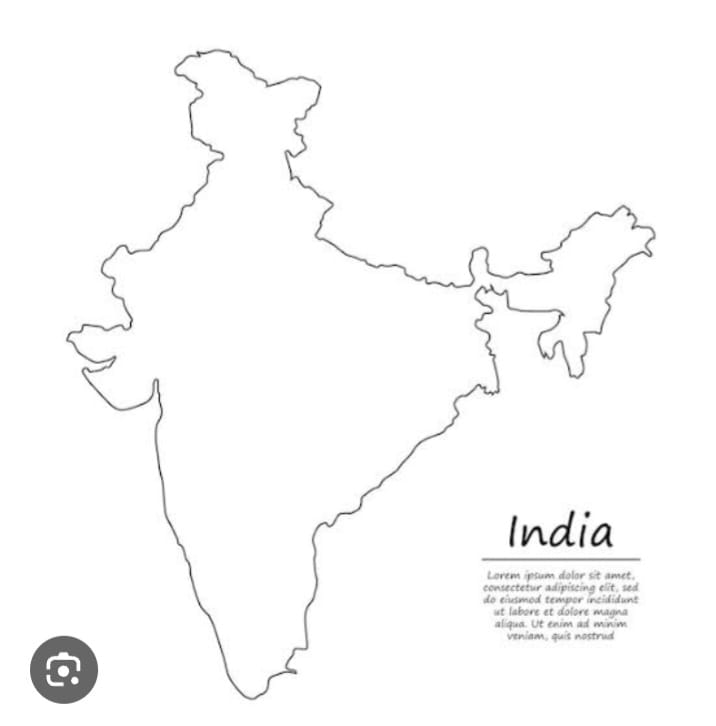 India
Lorem ipsum dolor sit amet,
consectetur adipiscing elit, sed
do eiusmod tempor incididunt
ut labore et dolore magna
aliqua. Ut enim ad minim
veniam, quis nostrud